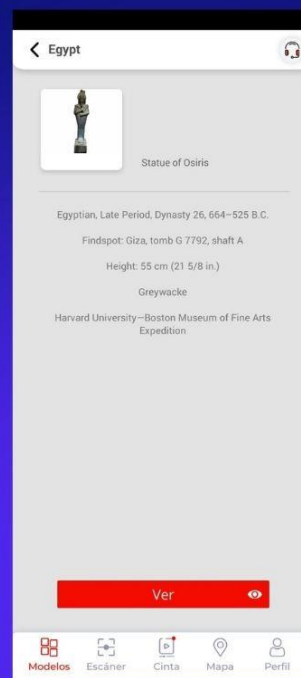 Egypt
Statue of Osiris
Egyptian, Late Period, Dynasty 26, 664–525 B.C.
Findspot: Giza, tomb G 7792, shaft A
Height: 55 cm (21 5/8 in.)
Greywacke
Harvard University—Boston Museum of Fine Arts
Expedition
Ver
Modelos Escáner Cinta Mapa Perfil